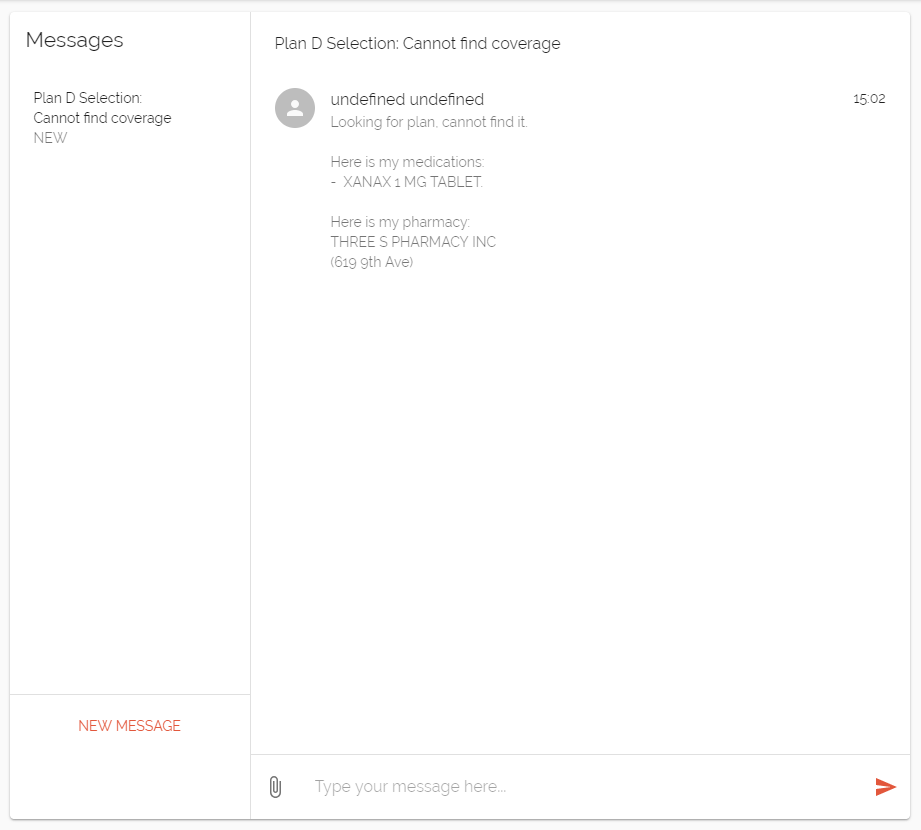 Messages
Plan D Selection:
Cannot find coverage
NEW
NEW MESSAGE
Plan D Selection: Cannot find coverage
undefined undefined
15:02
Looking for plan, cannot find it.
Here is my medications:
- XANAX 1 MG TABLET.
Here is my pharmacy:
THREE S PHARMACY INC
(619 9th Ave)
Type your message here...